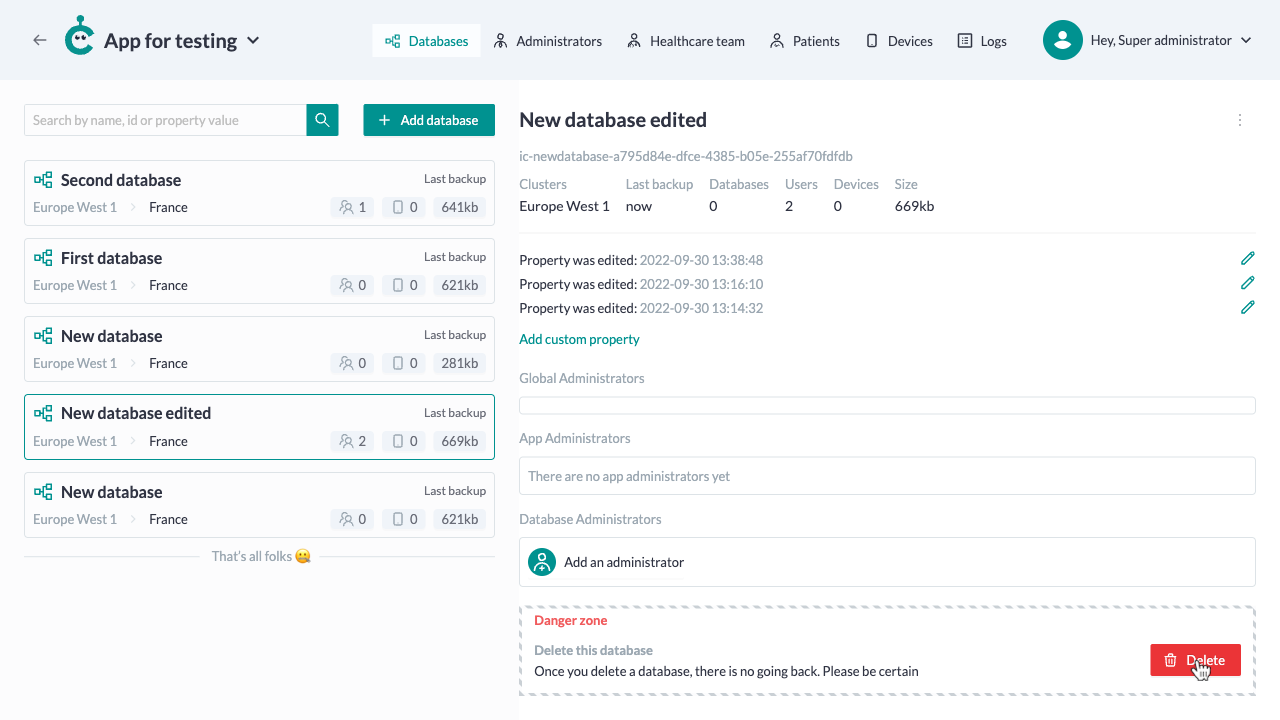 App for testing
Databases
Administrators
Healthcare team
Patients
Devices
Logs
Hey, Super administrator
Search by name, id or property value
Add database
Second database
Last backup
Europe West 1 France
1 0 641kb
First database
Last backup
Europe West 1 France
0 0 621kb
New database
Last backup
Europe West 1 France
0 0 281kb
New database edited
Last backup
Europe West 1 France
2 0 669kb
New database
Last backup
Europe West 1 France
0 0 621kb
That's all folks
New database edited
ic-newdatabase-a795d84e-dfce-4385-b05e-255af70fdfdb
Clusters Last backup Databases Users Devices Size
Europe West 1 now 0 2 0 669kb
Property was edited: 2022-09-30 13:38:48
Property was edited: 2022-09-30 13:16:10
Property was edited: 2022-09-30 13:14:32
Add custom property
Global Administrators
App Administrators
There are no app administrators yet
Database Administrators
Add an administrator
Danger zone
Delete this database
Once you delete a database, there is no going back. Please be certain
Delete